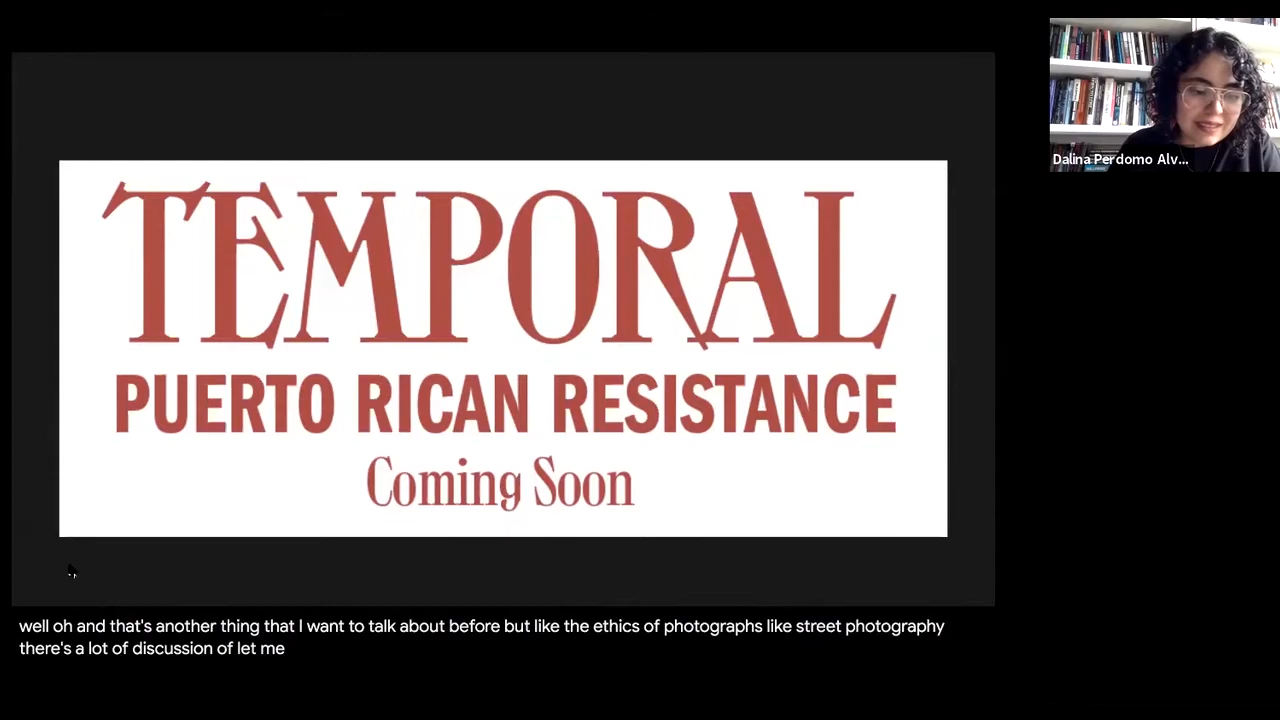 TEMPORAL
PUERTO RICAN RESISTANCE
Coming Soon
Dalina Perdomo Alv...
well oh and that's another thing that I want to talk about before but like the ethics of photographs like street photography
there's a lot of discussion of let me